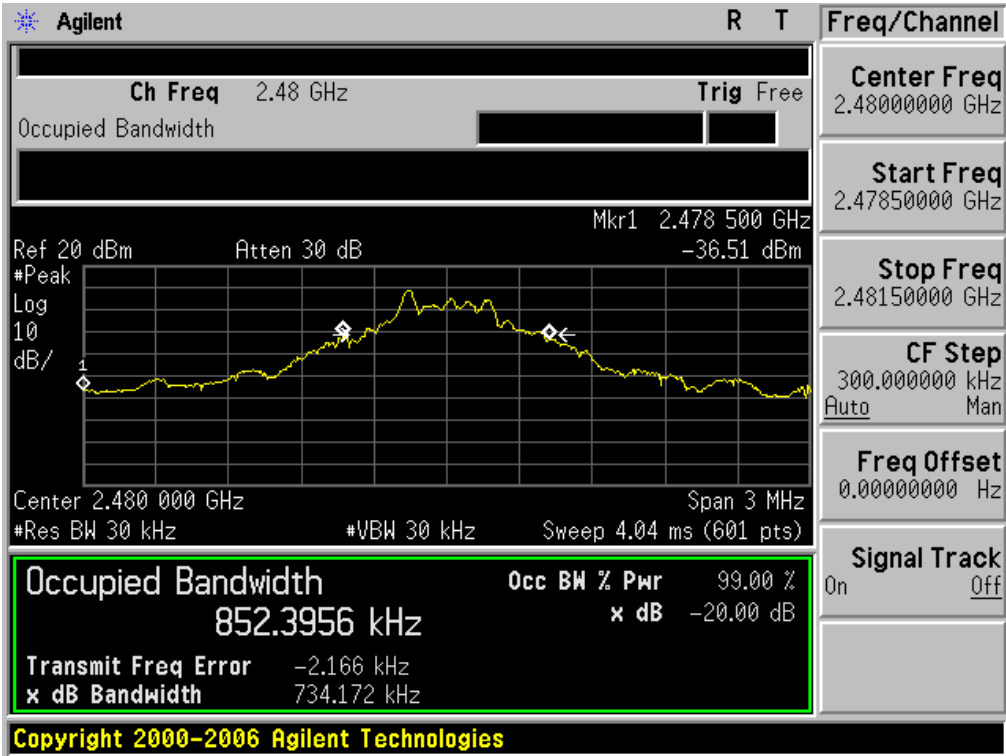 Agilent R T
Freq/Channel
Ch Freq 2.48 GHz Trig Free
Occupied Bandwidth
Mkr1 2.478 500 GHz
Ref 20 dBm Atten 30 dB -36.51 dBm
#Peak
Log
10
dB/
1
Center 2.480 000 GHz Span 3 MHz
#Res BW 30 kHz #VBW 30 kHz Sweep 4.04 ms (601 pts)
Occupied Bandwidth
852.3956 kHz
Occ BW % Pwr 99.00 %
x dB -20.00 dB
Transmit Freq Error -2.166 kHz
x dB Bandwidth 734.172 kHz
Center Freq
2.48000000 GHz
Start Freq
2.47850000 GHz
Stop Freq
2.48150000 GHz
CF Step
300.000000 kHz
Auto Man
Freq Offset
0.00000000 Hz
Signal Track
On Off
Copyright 2000-2006 Agilent Technologies